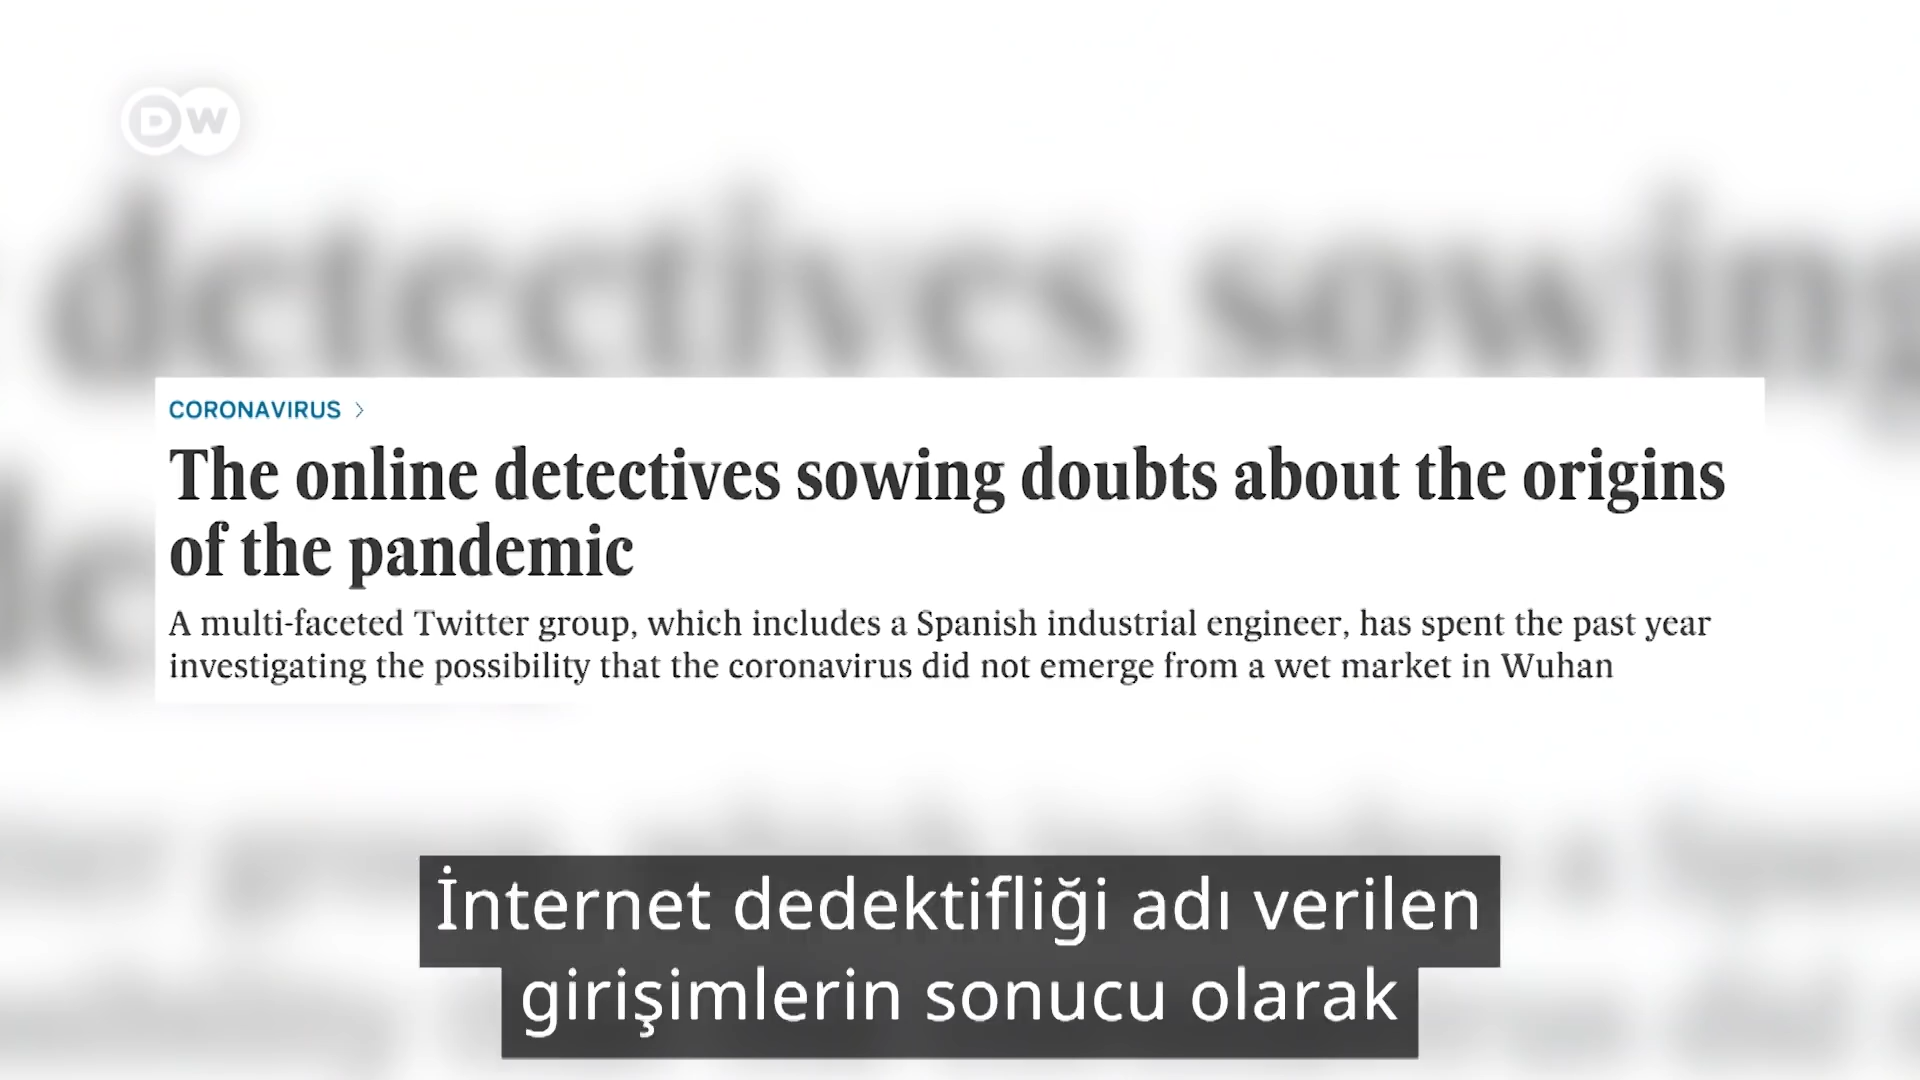 DW
detectives sowing
CORONAVIRUS >
The online detectives sowing doubts about the origins
of the pandemic
A multi-faceted Twitter group, which includes a Spanish industrial engineer, has spent the past year
investigating the possibility that the coronavirus did not emerge from a wet market in Wuhan
İnternet dedektifliği adı verilen
girişimlerin sonucu olarak